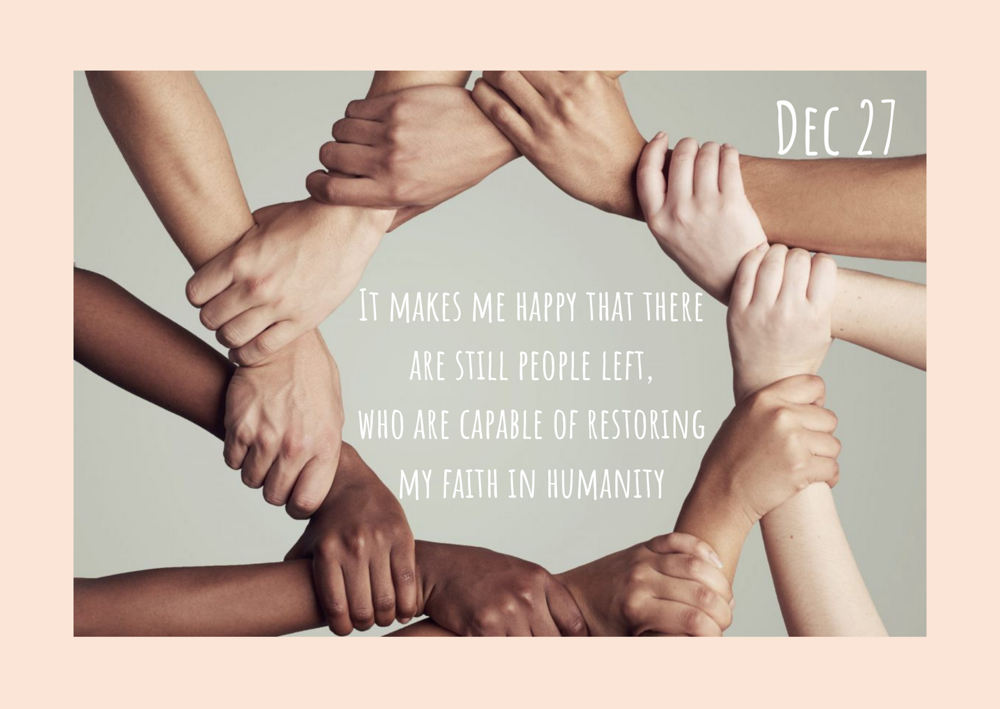 Dec 27
It makes me happy that there
are still people left,
who are capable of restoring
my faith in humanity